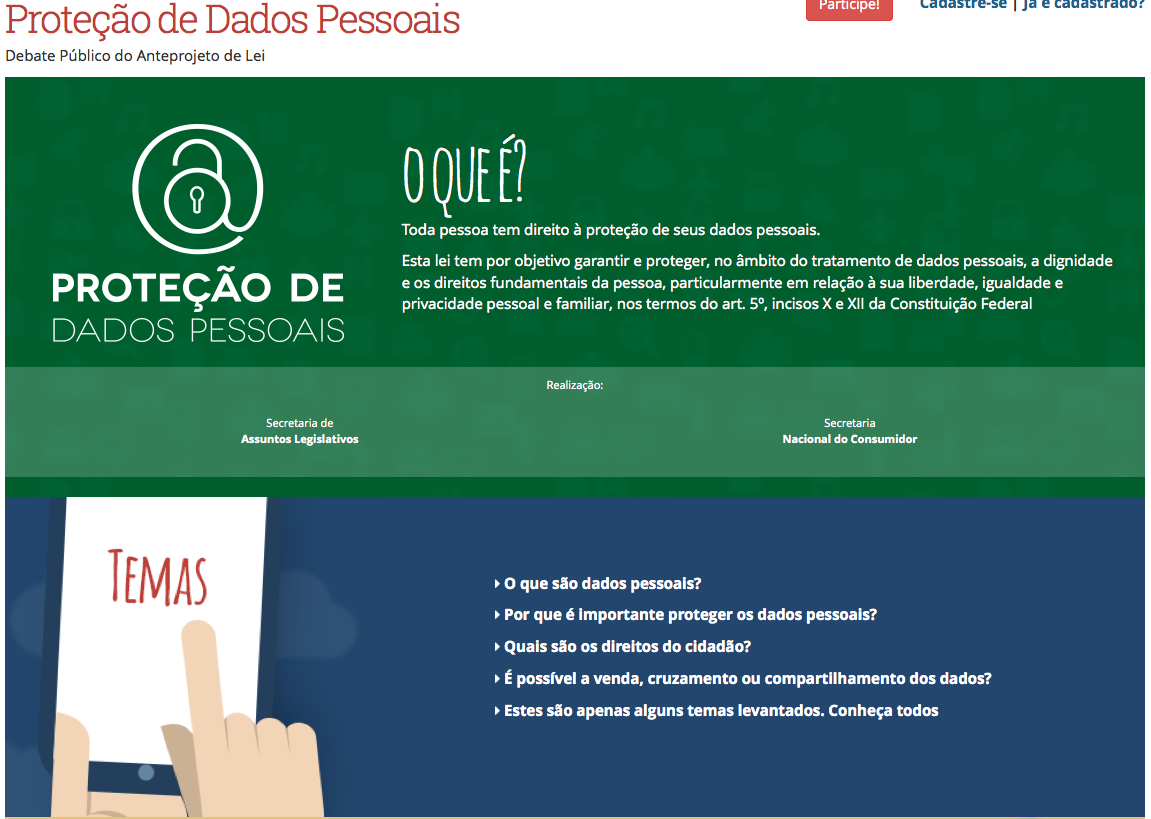 Proteção de Dados Pessoais
Participe!
Cadastre-se | Já é cadastrado?
Debate Público do Anteprojeto de Lei
PROTEÇÃO DE
DADOS PESSOAIS
O QUE É?
Toda pessoa tem direito à proteção de seus dados pessoais.
Esta lei tem por objetivo garantir e proteger, no âmbito do tratamento de dados pessoais, a dignidade
e os direitos fundamentais da pessoa, particularmente em relação à sua liberdade, igualdade e
privacidade pessoal e familiar, nos termos do art. 5º, incisos X e XII da Constituição Federal
Realização:
Secretaria de
Assuntos Legislativos
Secretaria
Nacional do Consumidor
TEMAS
O que são dados pessoais?
Por que é importante proteger os dados pessoais?
Quais são os direitos do cidadão?
É possível a venda, cruzamento ou compartilhamento dos dados?
Estes são apenas alguns temas levantados. Conheça todos